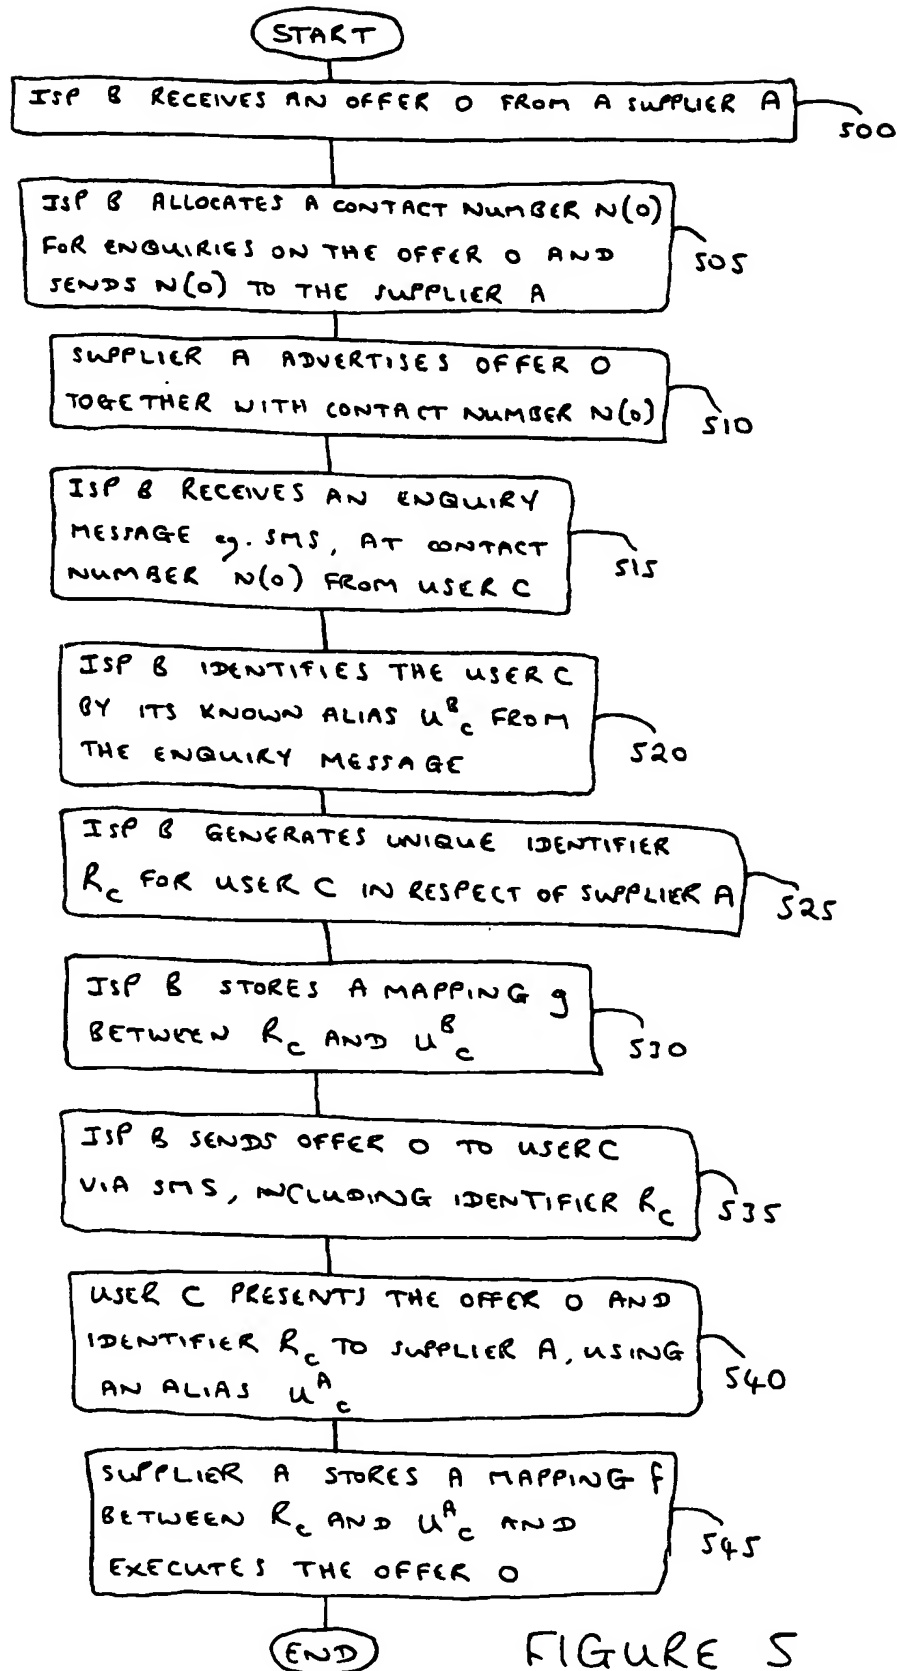 START
ISP B RECEIVES AN OFFER O FROM A SUPPLIER A
500
ISP B ALLOCATES A CONTACT NUMBER N(O)
FOR ENQUIRIES ON THE OFFER O AND
SENDS N(O) TO THE SUPPLIER A
505
SUPPLIER A ADVERTISES OFFER O
TOGETHER WITH CONTACT NUMBER N(O)
510
ISP B RECEIVES AN ENQUIRY
MESSAGE eg. SMS, AT CONTACT
NUMBER N(O) FROM USER C
515
ISP B IDENTIFIES THE USER C
BY ITS KNOWN ALIAS U^B_C FROM
THE ENQUIRY MESSAGE
520
ISP B GENERATES UNIQUE IDENTIFIER
R_C FOR USER C IN RESPECT OF SUPPLIER A
525
ISP B STORES A MAPPING g
BETWEEN R_C AND U^B_C
530
ISP B SENDS OFFER O TO USER C
VIA SMS, INCLUDING IDENTIFIER R_C
535
USER C PRESENTS THE OFFER O AND
IDENTIFIER R_C TO SUPPLIER A, USING
AN ALIAS U^A_C
540
SUPPLIER A STORES A MAPPING f
BETWEEN R_C AND U^A_C AND
EXECUTES THE OFFER O
545
END
FIGURE 5